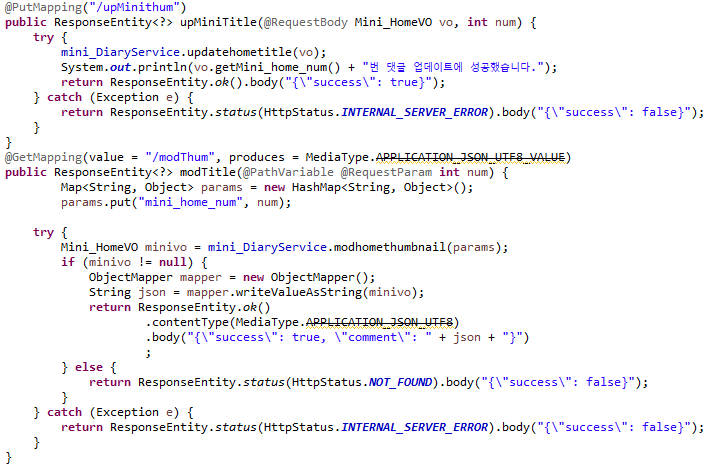 @PutMapping("/upMinithum")
public ResponseEntity<?> upMiniTitle(@RequestBody Mini_HomeVO vo, int num) {
    try {
        mini_DiaryService.updatehometitle(vo);
        System.out.println(vo.getMini_home_num() + "번 댓글 업데이트에 성공했습니다.");
        return ResponseEntity.ok().body("{\"success\": true}");
    } catch (Exception e) {
        return ResponseEntity.status(HttpStatus.INTERNAL_SERVER_ERROR).body("{\"success\": false}");
    }
}
@GetMapping(value = "/modThum", produces = MediaType.APPLICATION_JSON_UTF8_VALUE)
public ResponseEntity<?> modTitle(@PathVariable @RequestParam int num) {
        Map<String, Object> params = new HashMap<String, Object>();
        params.put("mini_home_num", num);

    try {
        Mini_HomeVO minivo = mini_DiaryService.modhomethumbnail(params);
        if (minivo != null) {
            ObjectMapper mapper = new ObjectMapper();
            String json = mapper.writeValueAsString(minivo);
            return ResponseEntity.ok()
                    .contentType(MediaType.APPLICATION_JSON_UTF8)
                    .body("{\"success\": true, \"comment\": " + json + "}")
                    ;
        } else {
            return ResponseEntity.status(HttpStatus.NOT_FOUND).body("{\"success\": false}");
        }
    } catch (Exception e) {
        return ResponseEntity.status(HttpStatus.INTERNAL_SERVER_ERROR).body("{\"success\": false}");
    }
}